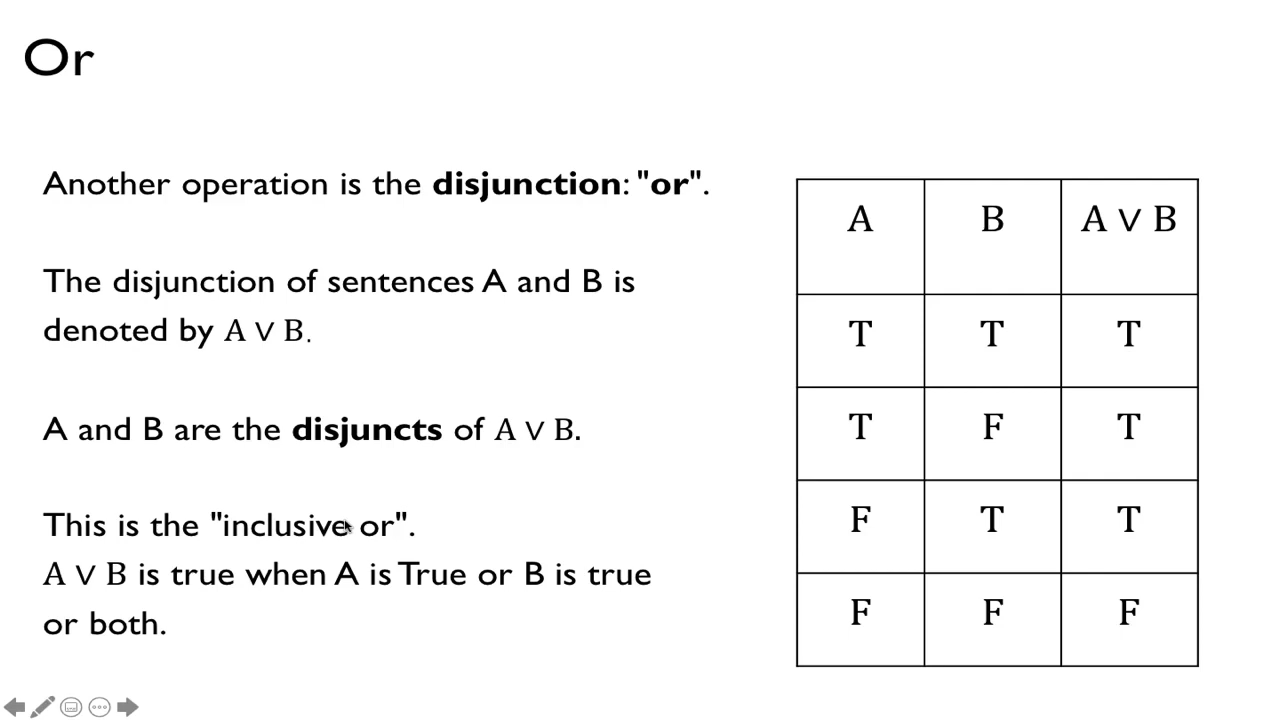 Or
Another operation is the disjunction: "or".
The disjunction of sentences A and B is
denoted by A ∨ B.
A and B are the disjuncts of A ∨ B.
This is the "inclusive or".
A ∨ B is true when A is True or B is true
or both.
A B A ∨ B
T T T
T F T
F T T
F F F